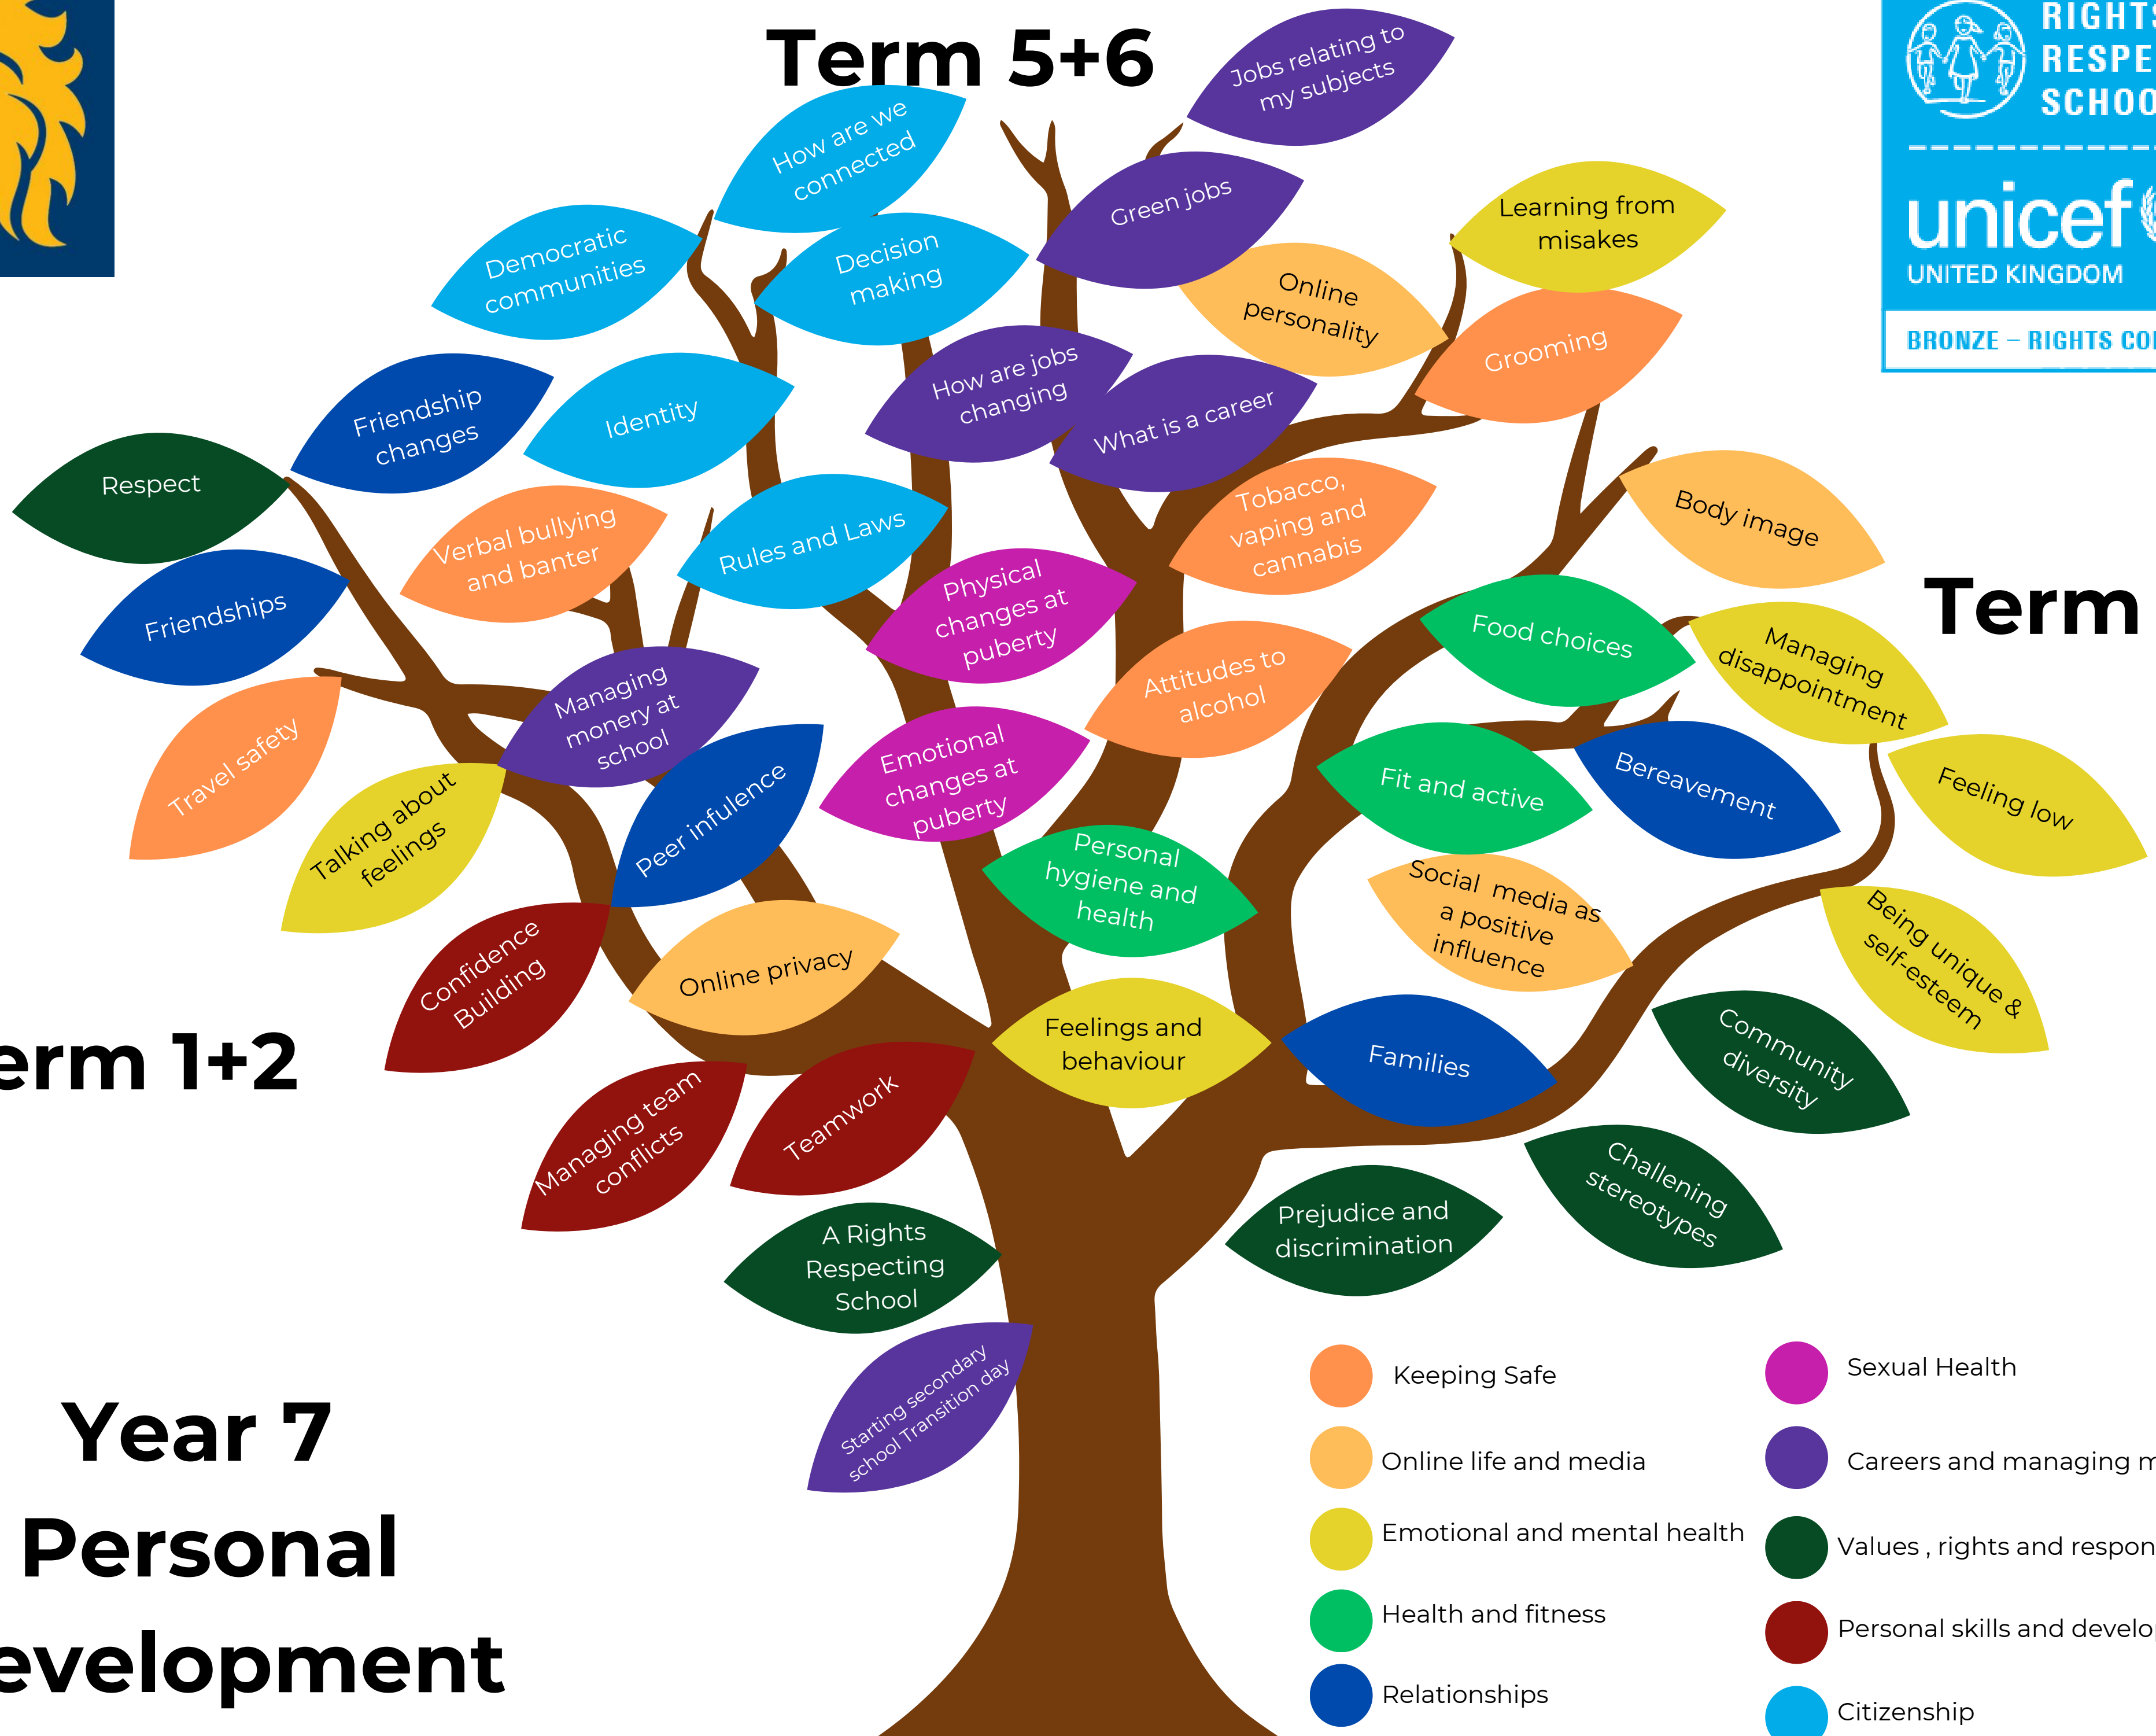 Term 5+6
Jobs relating to
my subjects
RIGHTS
RESPE
SCHOO
unicef
UNITED KINGDOM
BRONZE – RIGHTS CO
How are we
connected
Green jobs
Learning from
misakes
Democratic
communities
Decision
making
Online
personality
Grooming
Friendship
changes
Identity
How are jobs
changing
What is a career
Respect
Verbal bullying
and banter
Rules and Laws
Tobacco,
vaping and
cannabis
Body image
Friendships
Physical
changes at
puberty
Food choices
Term
Managing
disappointment
Travel safety
Managing
monery at
school
Attitudes to
alcohol
Talking about
feelings
Peer infulence
Emotional
changes at
puberty
Fit and active
Bereavement
Feeling low
Personal
hygiene and
health
Social media as
a positive
influence
Being unique &
self-esteem
Confidence
Building
Online privacy
erm 1+2
Feelings and
behaviour
Families
Community
diversity
Managing team
conflicts
Teamwork
Challening
stereotypes
A Rights
Respecting
School
Prejudice and
discrimination
Starting secondary
school Transition day
Year 7
Personal
evelopment
Keeping Safe
Online life and media
Emotional and mental health
Health and fitness
Relationships
Sexual Health
Careers and managing m
Values , rights and respon
Personal skills and develo
Citizenship